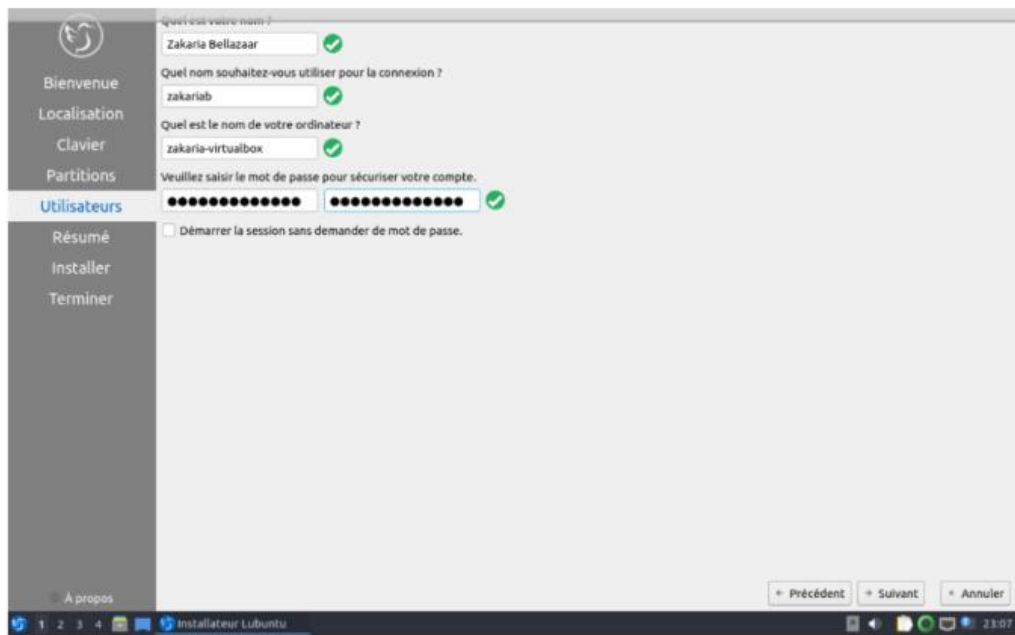 Quel est votre nom ?
Zakaria Bellazaar
Quel nom souhaitez-vous utiliser pour la connexion ?
zakariab
Quel est le nom de votre ordinateur ?
zakaria-virtualbox
Veuillez saisir le mot de passe pour sécuriser votre compte.
●●●●●●●●●●●●● ●●●●●●●●●●●●●
Démarrer la session sans demander de mot de passe.
Bienvenue
Localisation
Clavier
Partitions
Utilisateurs
Résumé
Installer
Terminer
À propos
Précédent Suivant Annuler
1 2 3 4 Installateur Lubuntu 23:07